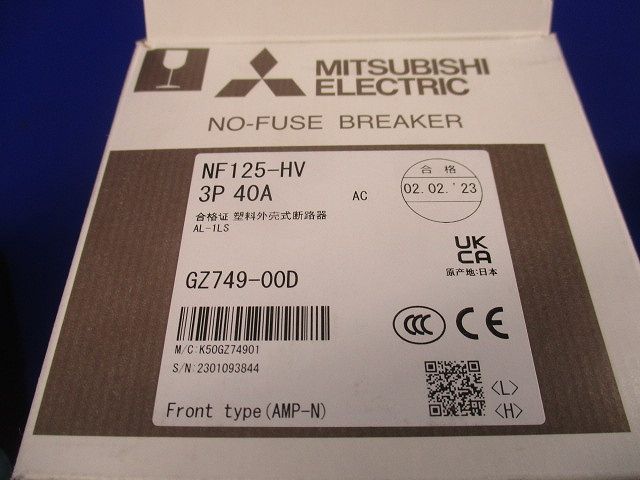 MITSUBISHI
ELECTRIC
NO-FUSE BREAKER
NF125-HV
3P 40A
AC
合格
02.02.'23
合格证 塑料外壳式断路器
AL-1LS
UK
CA
原产地:日本
GZ749-00D
CCC
CE
M/C:K50GZ74901
S/N:2301093844
<L>
<H>
Front type(AMP-N)